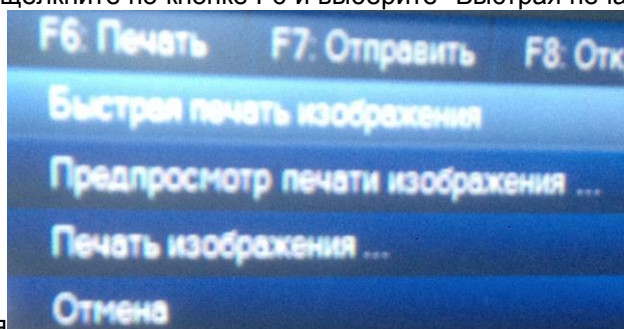 щелкните по кнопке F6 и выберите "Быстрая печа
F6: Печать F7: Отправить F8: Отк
Быстрая печать изображения
Предпросмотр печати изображения ...
Печать изображения ...
Отмена
я